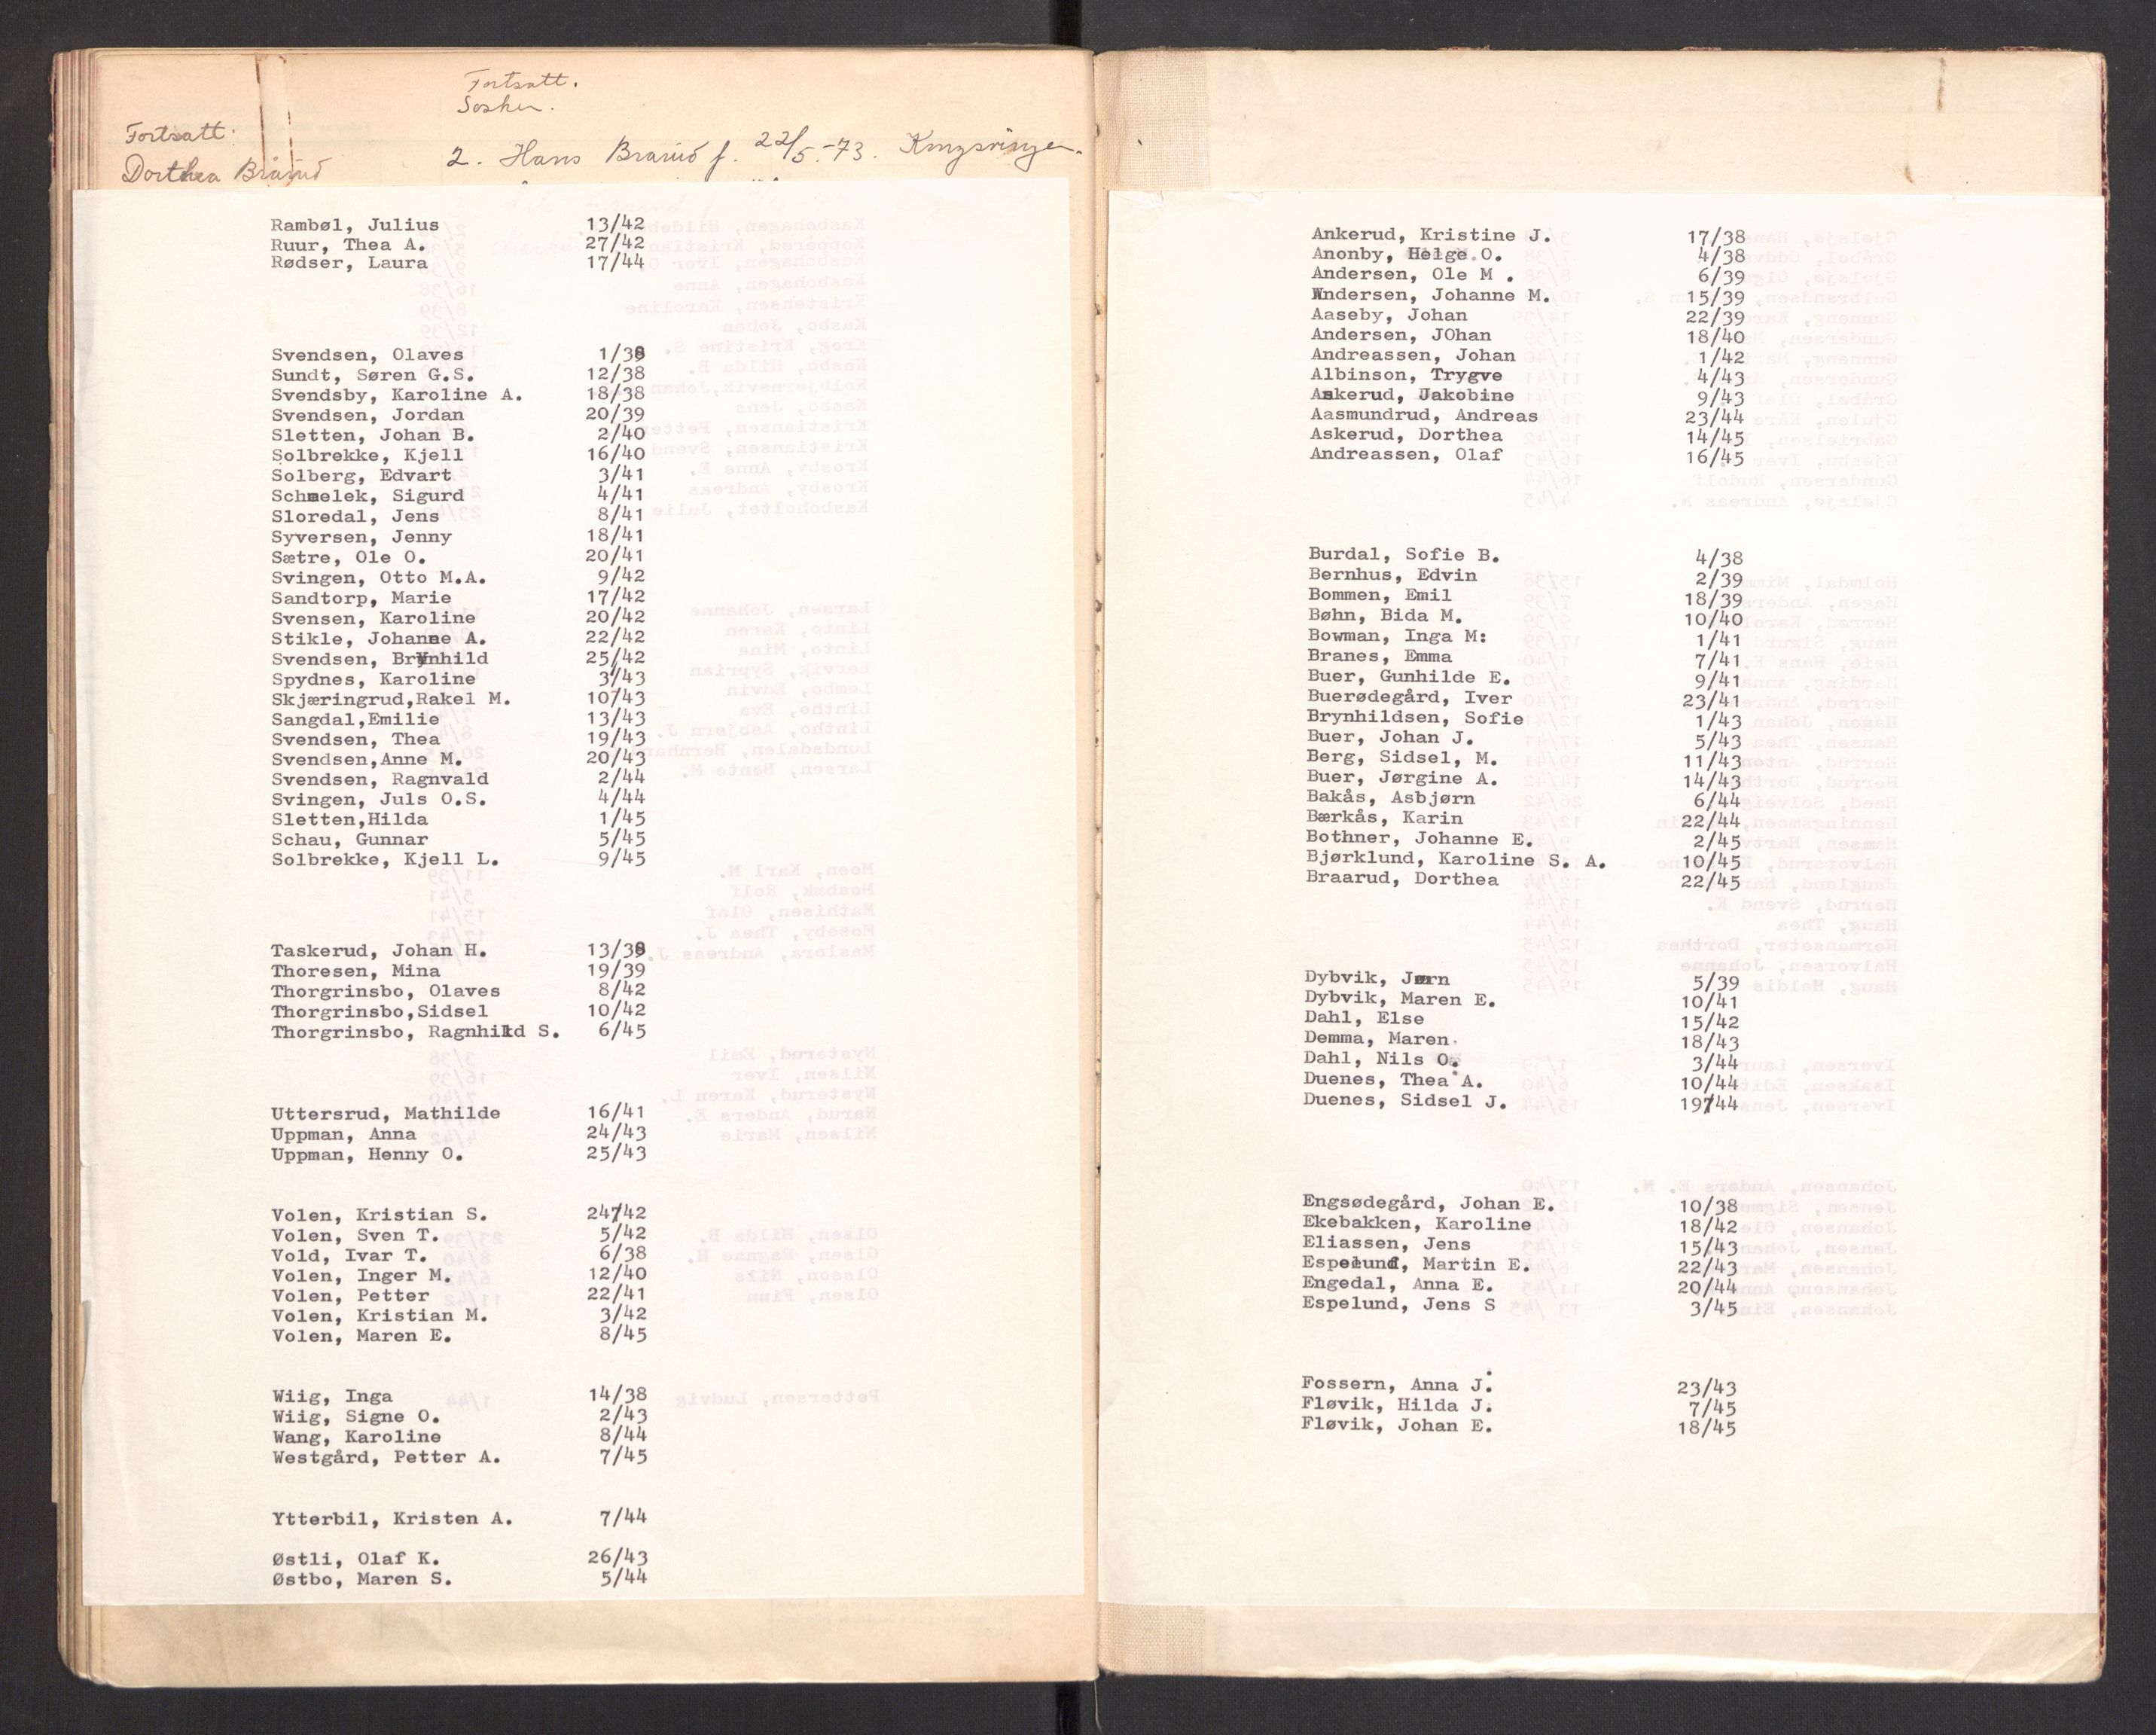 Fortsatt.
Fortsatt:
Dorthea Brårud
2. Hans Brarud f. 22/5.-73. Kongsvinger.
Rambøl, Julius 13/42
Ruur, Thea A. 27/42
Rødser, Laura 17/44
Svendsen, Olaves 1/39
Sundt, Søren G.S. 12/38
Svendsby, Karoline A. 18/38
Svendsen, Jordan 20/39
Sletten, Johan B. 2/40
Solbrekke, Kjell 16/40
Solberg, Edvart 3/41
Schmelek, Sigurd 4/41
Sloredal, Jens 8/41
Syversen, Jenny 18/41
Sætre, Ole O. 20/41
Svingen, Otto M.A. 9/42
Sandtorp, Marie 17/42
Svensen, Karoline 20/42
Stikle, Johanne A. 22/42
Svendsen, Brynhild 25/42
Spydnes, Karoline 3/43
Skjæringrud,Rakel M. 10/43
Sangdal,Emilie 13/43
Svendsen, Thea 19/43
Svendsen,Anne M. 20/43
Svendsen, Ragnvald 2/44
Svingen, Juls O.S. 4/44
Sletten,Hilda 1/45
Schau, Gunnar 5/45
Solbrekke, Kjell L. 9/45
Taskerud, Johan H. 13/39
Thoresen, Mina 19/39
Thorgrinsbo, Olaves 8/42
Thorgrinsbo,Sidsel 10/42
Thorgrinsbo, Ragnhild S. 6/45
Uttersrud, Mathilde 16/41
Uppman, Anna 24/43
Uppman, Henny O. 25/43
Volen, Kristian S. 24/42
Volen, Sven T. 5/42
Vold, Ivar T. 6/38
Volen, Inger M. 12/40
Volen, Petter 22/41
Volen, Kristian M. 3/42
Volen, Maren E. 8/45
Wiig, Inga 14/38
Wiig, Signe O. 2/43
Wang, Karoline 8/44
Westgård, Petter A. 7/45
Ytterbil, Kristen A. 7/44
Østli, Olaf K. 26/43
Østbo, Maren S. 5/44
Ankerud, Kristine J. 17/38
Anonby, Helge O. 4/38
Andersen, Ole M . 6/39
Andersen, Johanne M. 15/39
Aaseby, Johan 22/39
Andersen, JOhan 18/40
Andreassen, Johan 1/42
Albinson, Trygve 4/43
Askerud, Jakobine 9/43
Aasmundrud, Andreas 23/44
Askerud, Dorthea 14/45
Andreassen, Olaf 16/45
Burdal, Sofie B. 4/38
Bernhus, Edvin 2/39
Bommen, Emil 18/39
Bøhn, Bida M. 10/40
Bowman, Inga M: 1/41
Branes, Emma 7/41
Buer, Gunhilde E. 9/41
Buerødegård, Iver 23/41
Brynhildsen, Sofie 1/43
Buer, Johan J. 5/43
Berg, Sidsel, M. 11/43
Buer, Jørgine A. 14/43
Bakås, Asbjørn 6/44
Bærkås, Karin 22/44
Bothner, Johanne E. 2/45
Bjørklund, Karoline S. A. 10/45
Braarud, Dorthea 22/45
Dybvik, Jørn 5/39
Dybvik, Maren E. 10/41
Dahl, Else 15/42
Demma, Maren 18/43
Dahl, Nils O. 3/44
Duenes, Thea A. 10/44
Duenes, Sidsel J. 19/44
Engsødegård, Johan E. 10/38
Ekebakken, Karoline 18/42
Eliassen, Jens 15/43
Espelund, Martin E. 22/43
Engedal, Anna E. 20/44
Espelund, Jens S 3/45
Fossern, Anna J. 23/43
Fløvik, Hilda J. 7/45
Fløvik, Johan E. 18/45